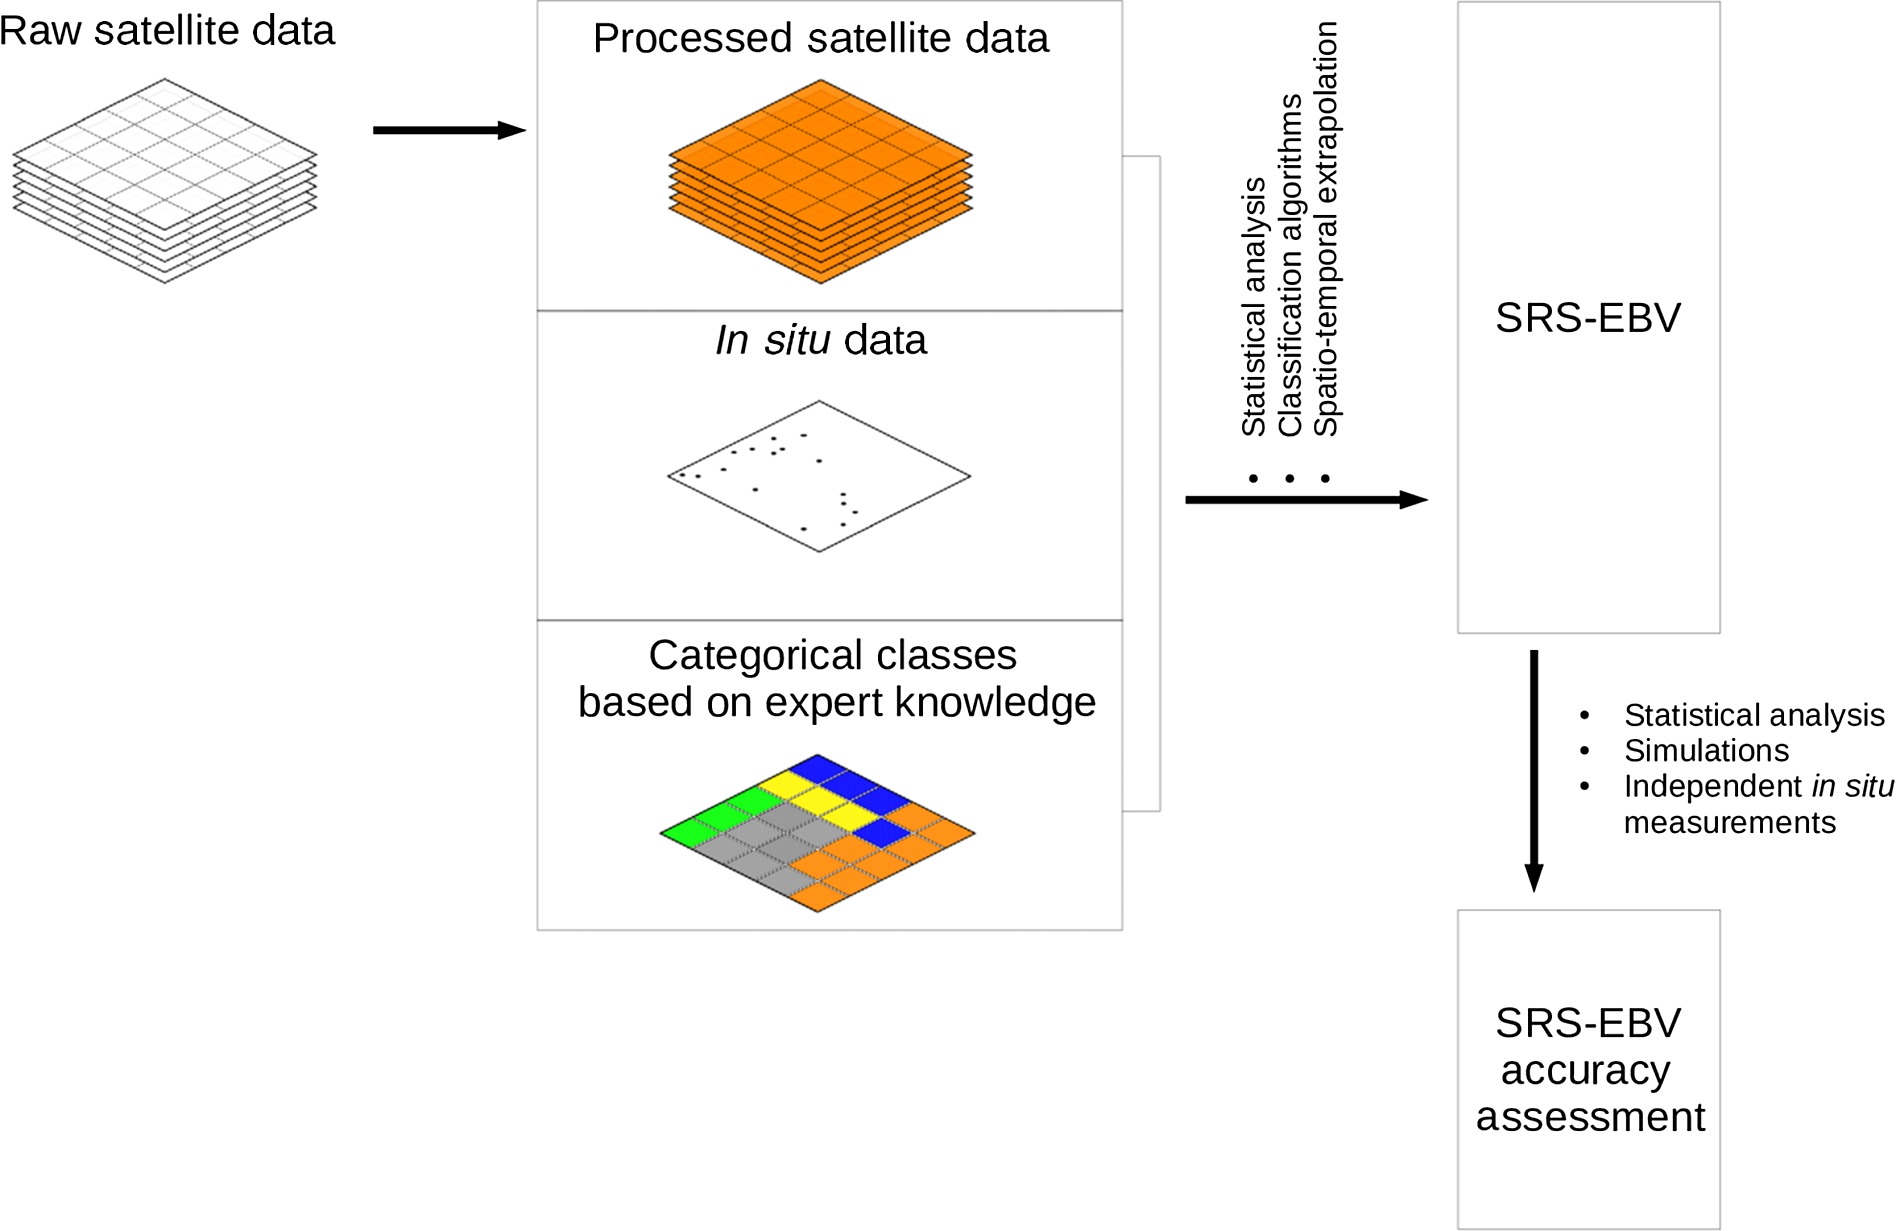 Raw satellite data
Processed satellite data
In situ data
Categorical classes
based on expert knowledge
• Statistical analysis
• Classification algorithms
• Spatio-temporal extrapolation
SRS-EBV
• Statistical analysis
• Simulations
• Independent in situ
measurements
SRS-EBV
accuracy
assessment